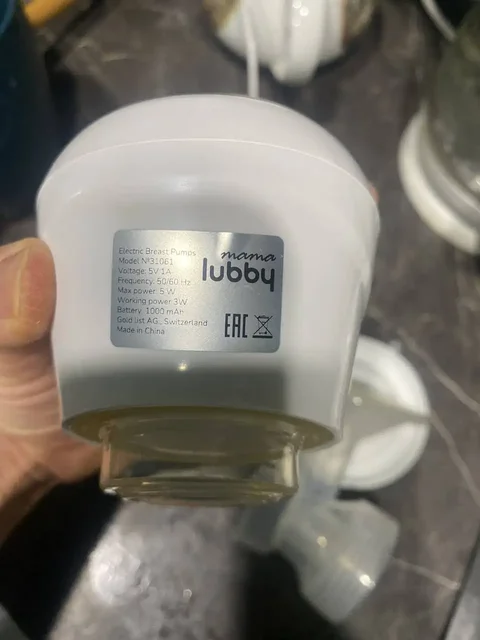 Electric Breast Pumps
Model №31061
Voltage: 5V 1A
Frequency: 50/60 Hz
Max power: 5 W
Working power 3W
Battery: 1000 mAh
Gold list AG., Switzerland
Made in China
mama
lubby
EAC